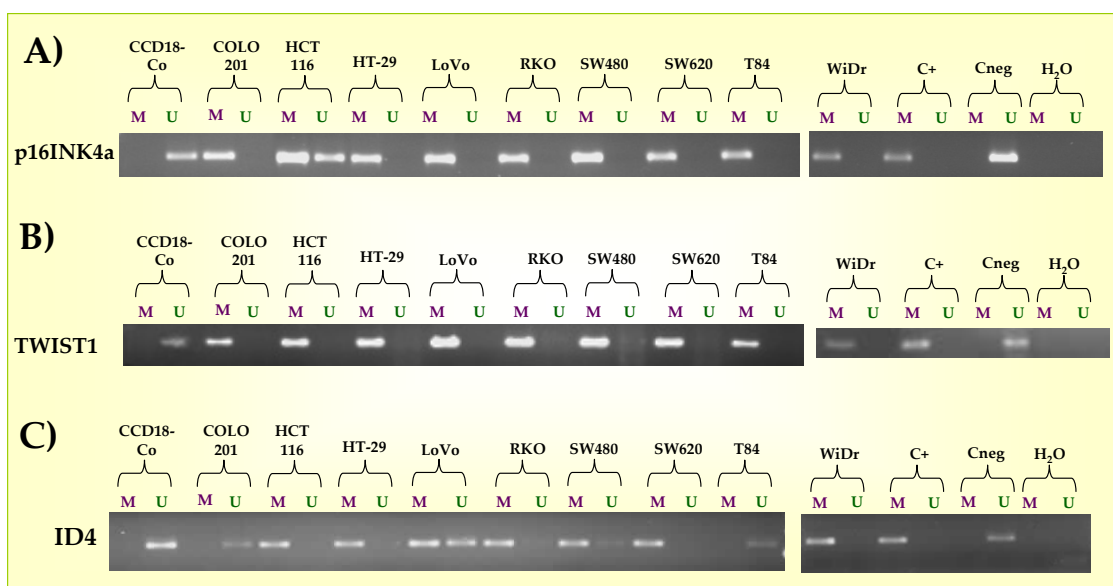 A)
CCD18-Co COLO 201 HCT 116 HT-29 LoVo RKO SW480 SW620 T84 WiDr C+ Cneg H₂O
M U M U M U M U M U M U M U M U M U M U M U M U M U
p16INK4a
B)
CCD18-Co COLO 201 HCT 116 HT-29 LoVo RKO SW480 SW620 T84 WiDr C+ Cneg H₂O
M U M U M U M U M U M U M U M U M U M U M U M U M U
TWIST1
C)
CCD18-Co COLO 201 HCT 116 HT-29 LoVo RKO SW480 SW620 T84 WiDr C+ Cneg H₂O
M U M U M U M U M U M U M U M U M U M U M U M U M U
ID4